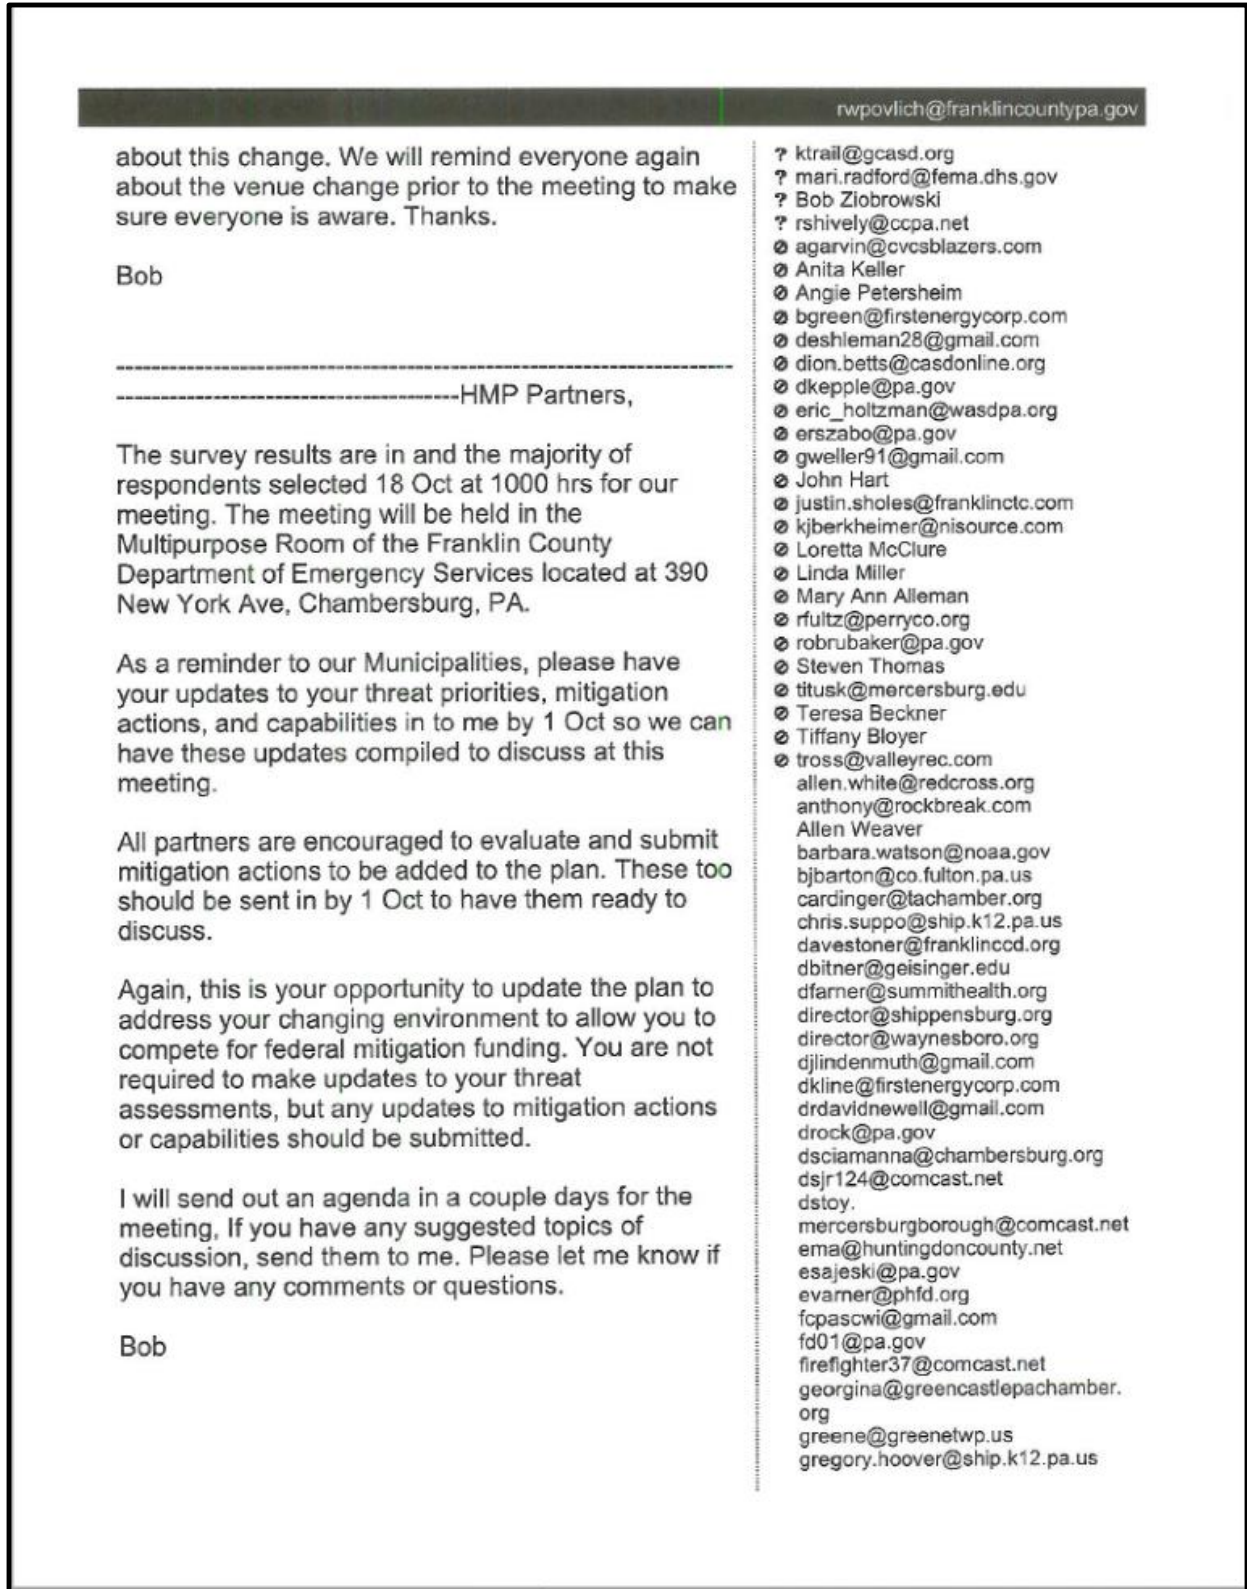 rwpovlich@franklincountypa.gov
about this change. We will remind everyone again
about the venue change prior to the meeting to make
sure everyone is aware. Thanks.
Bob
--------------------------------------------------------------------------
----------------------------------------HMP Partners,
The survey results are in and the majority of
respondents selected 18 Oct at 1000 hrs for our
meeting. The meeting will be held in the
Multipurpose Room of the Franklin County
Department of Emergency Services located at 390
New York Ave, Chambersburg, PA.
As a reminder to our Municipalities, please have
your updates to your threat priorities, mitigation
actions, and capabilities in to me by 1 Oct so we can
have these updates compiled to discuss at this
meeting.
All partners are encouraged to evaluate and submit
mitigation actions to be added to the plan. These too
should be sent in by 1 Oct to have them ready to
discuss.
Again, this is your opportunity to update the plan to
address your changing environment to allow you to
compete for federal mitigation funding. You are not
required to make updates to your threat
assessments, but any updates to mitigation actions
or capabilities should be submitted.
I will send out an agenda in a couple days for the
meeting, If you have any suggested topics of
discussion, send them to me. Please let me know if
you have any comments or questions.
Bob
? ktrail@gcasd.org
? mari.radford@fema.dhs.gov
? Bob Ziobrowski
? rshively@ccpa.net
⊘ agarvin@cvcsblazers.com
⊘ Anita Keller
⊘ Angie Petersheim
⊘ bgreen@firstenergycorp.com
⊘ deshleman28@gmail.com
⊘ dion.betts@casdonline.org
⊘ dkepple@pa.gov
⊘ eric_holtzman@wasdpa.org
⊘ erszabo@pa.gov
⊘ gweller91@gmail.com
⊘ John Hart
⊘ justin.sholes@franklinctc.com
⊘ kjberkheimer@nisource.com
⊘ Loretta McClure
⊘ Linda Miller
⊘ Mary Ann Alleman
⊘ rfultz@perryco.org
⊘ robrubaker@pa.gov
⊘ Steven Thomas
⊘ titusk@mercersburg.edu
⊘ Teresa Beckner
⊘ Tiffany Bloyer
⊘ tross@valleyrec.com
allen.white@redcross.org
anthony@rockbreak.com
Allen Weaver
barbara.watson@noaa.gov
bjbarton@co.fulton.pa.us
cardinger@tachamber.org
chris.suppo@ship.k12.pa.us
davestoner@franklinccd.org
dbitner@geisinger.edu
dfarner@summithealth.org
director@shippensburg.org
director@waynesboro.org
djlindenmuth@gmail.com
dkline@firstenergycorp.com
drdavidnewell@gmail.com
drock@pa.gov
dsciamanna@chambersburg.org
dsjr124@comcast.net
dstoy.
mercersburgborough@comcast.net
ema@huntingdoncounty.net
esajeski@pa.gov
evarner@phfd.org
fcpascwi@gmail.com
fd01@pa.gov
firefighter37@comcast.net
georgina@greencastlepachamber.
org
greene@greenetwp.us
gregory.hoover@ship.k12.pa.us